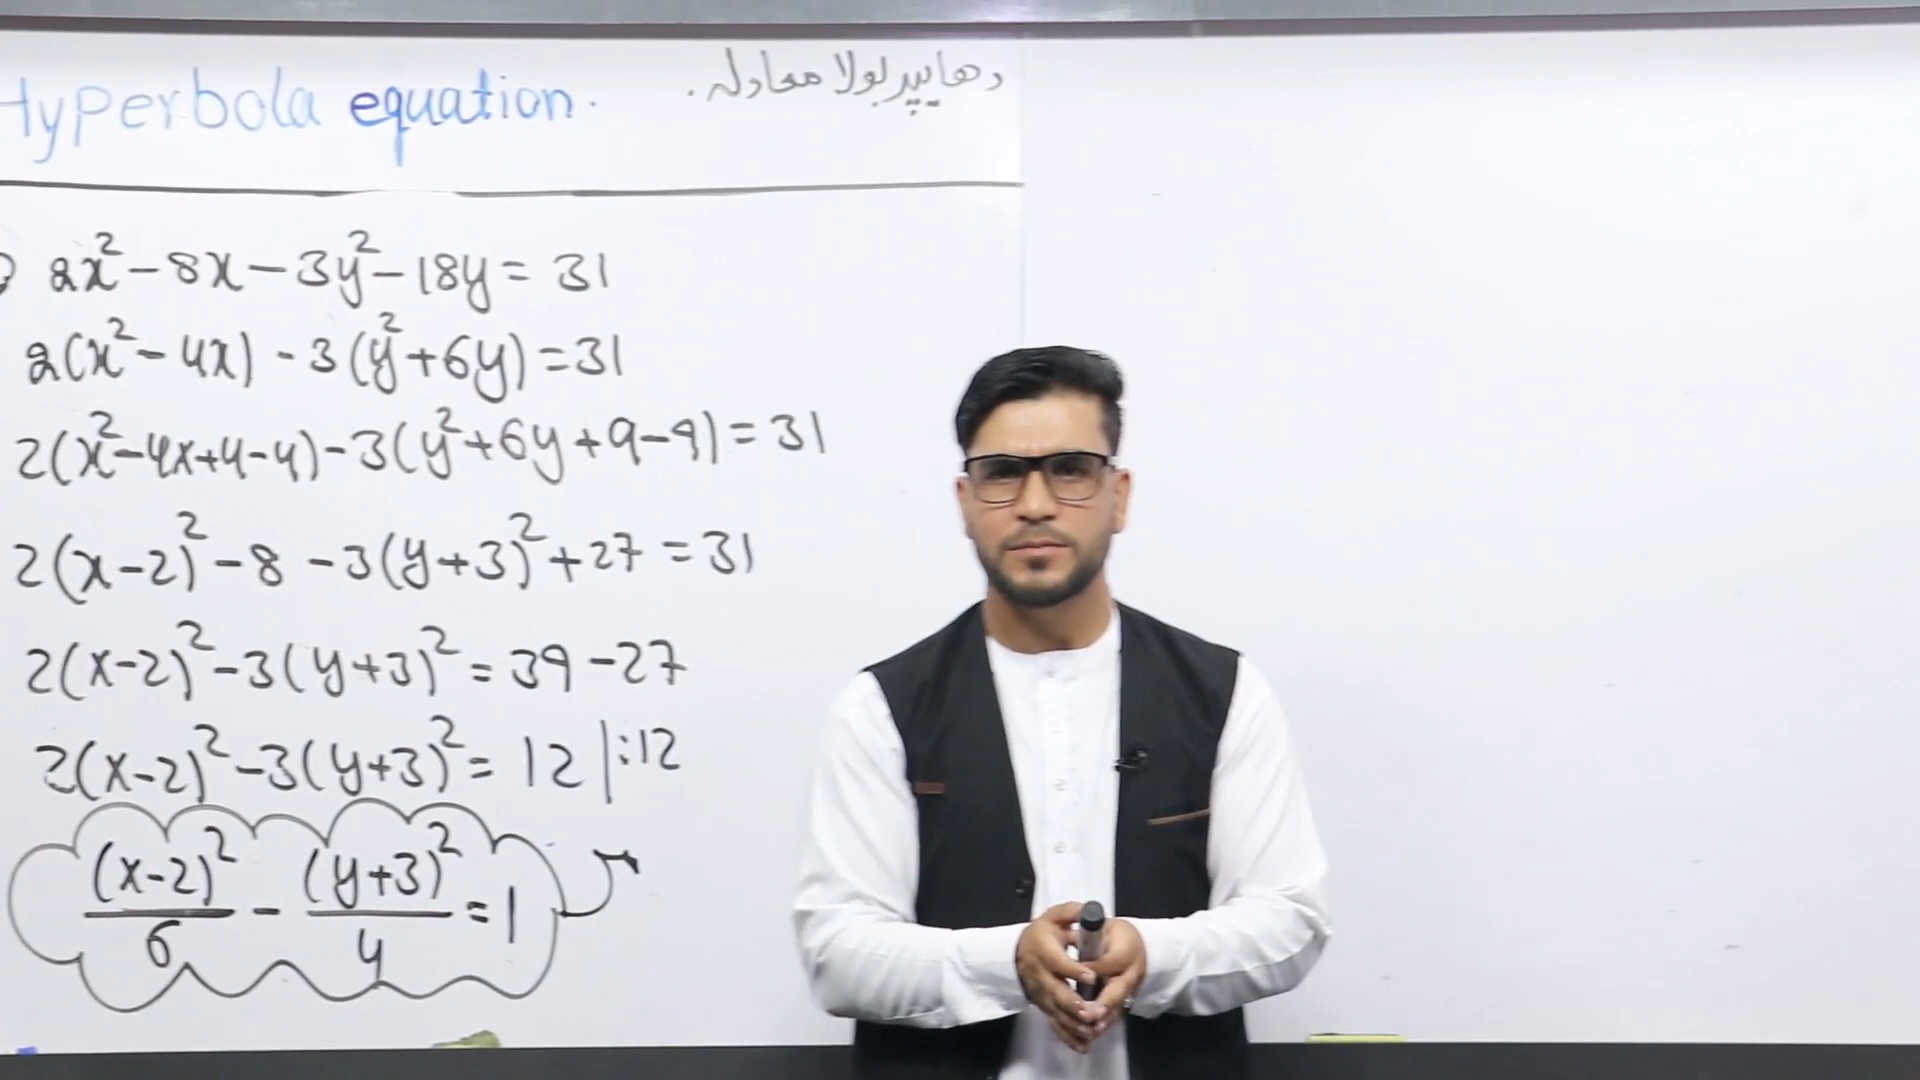 Hyperbola equation.
د هايپربولا معادله.
2x² - 8x - 3y² - 18y = 31
2(x² - 4x) - 3(y² + 6y) = 31
2(x² - 4x + 4 - 4) - 3(y² + 6y + 9 - 9) = 31
2(x - 2)² - 8 - 3(y + 3)² + 27 = 31
2(x - 2)² - 3(y + 3)² = 39 - 27
2(x - 2)² - 3(y + 3)² = 12 |:12
(x - 2)²/6 - (y + 3)²/4 = 1